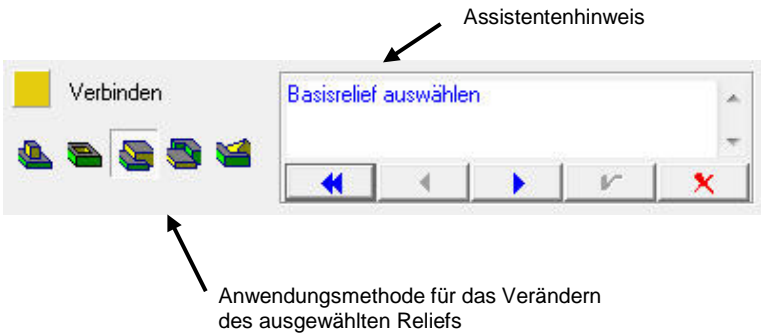 Assistentenhinweis
Verbinden
Basisrelief auswählen
Anwendungsmethode für das Verändern
des ausgewählten Reliefs